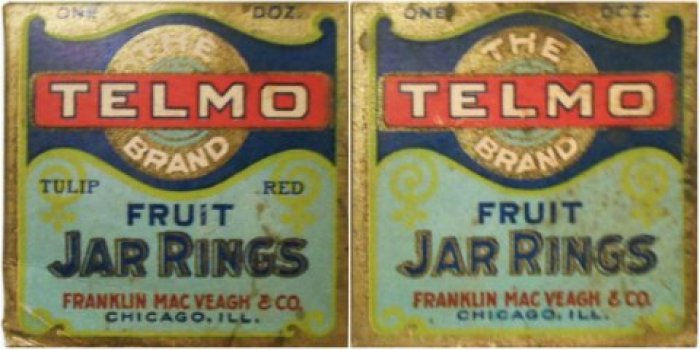 ONE DOZ.
THE
TELMO
BRAND
TULIP RED
FRUIT
JAR RINGS
FRANKLIN MAC VEAGH & CO.
CHICAGO, ILL.
ONE DOZ.
THE
TELMO
BRAND
FRUIT
JAR RINGS
FRANKLIN MAC VEAGH & CO.
CHICAGO, ILL.